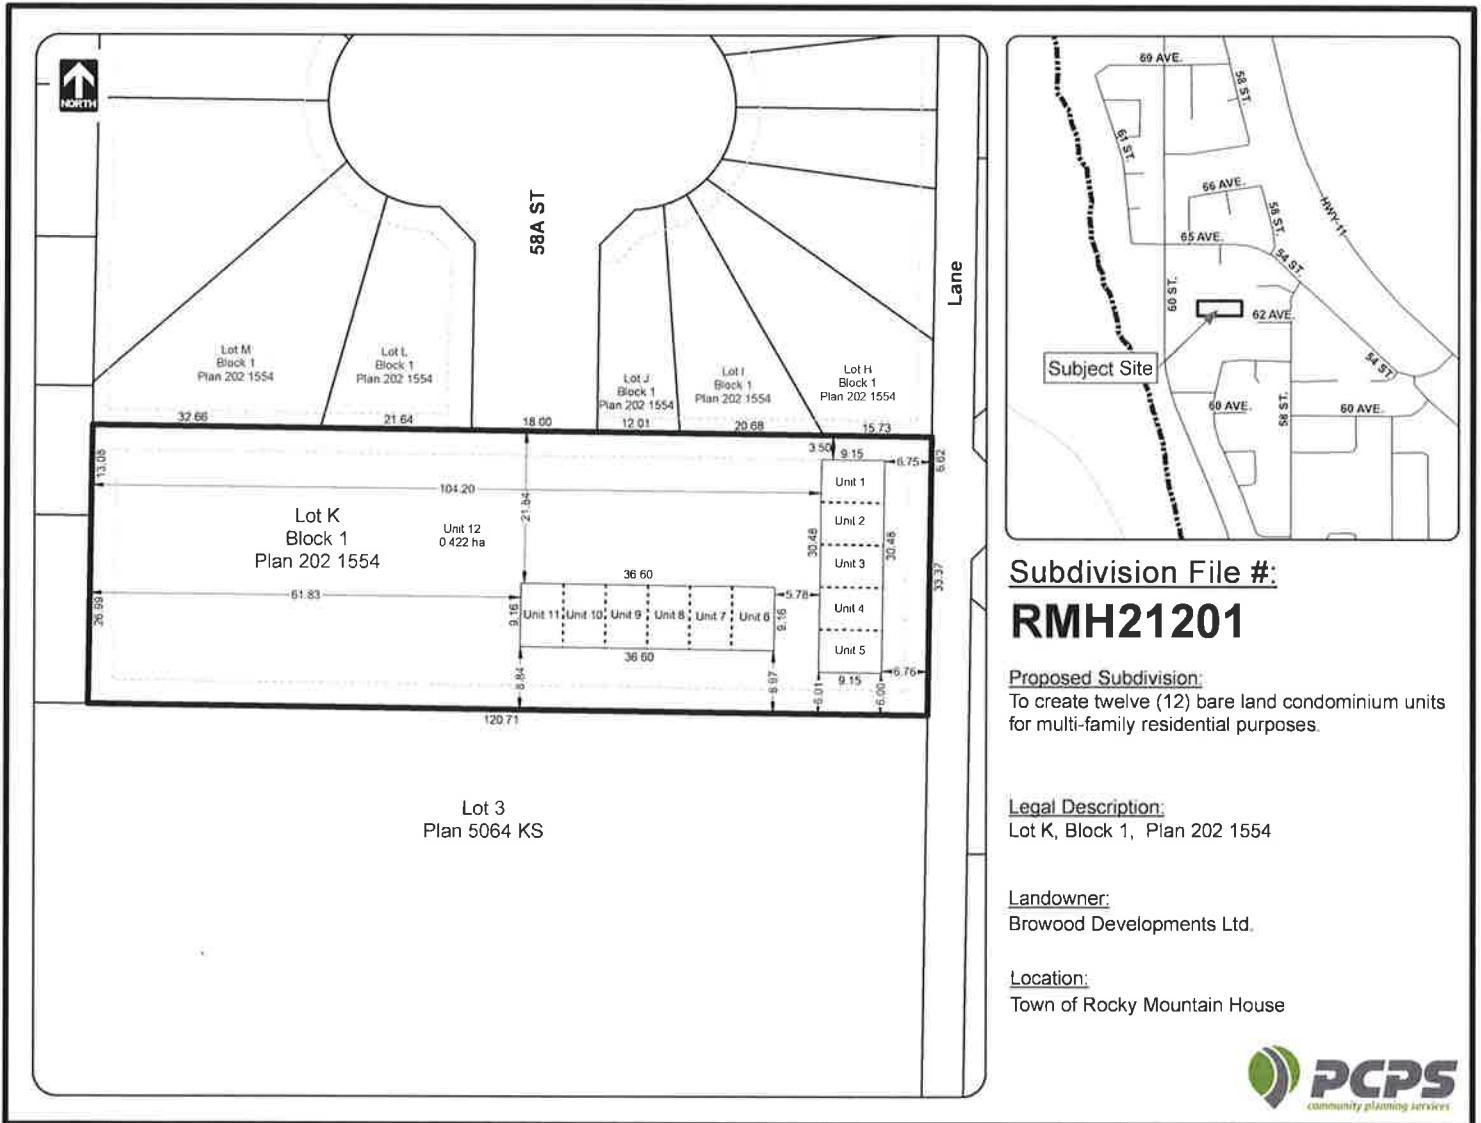 NORTH
58A ST
Lane
Lot M
Block 1
Plan 202 1554
Lot L
Block 1
Plan 202 1554
Lot J
Block 1
Plan 202 1554
Lot I
Block 1
Plan 202 1554
Lot H
Block 1
Plan 202 1554
32.66
21.64
18.00
12.01
20.68
15.73
13.08
104.20
21.84
3.50
9.15
6.75
6.62
Lot K
Block 1
Plan 202 1554
Unit 12
0.422 ha
Unit 1
Unit 2
Unit 3
Unit 4
Unit 5
30.48
30.48
33.37
36.60
5.78
61.83
26.99
9.16
Unit 11
Unit 10
Unit 9
Unit 8
Unit 7
Unit 6
9.16
36.60
8.84
8.97
6.01
9.15
6.00
6.76
120.71
Lot 3
Plan 5064 KS
69 AVE.
58 ST.
61 ST.
66 AVE.
58 ST.
HWY-11
65 AVE.
54 ST.
60 ST.
62 AVE.
Subject Site
54 ST.
60 AVE.
58 ST.
60 AVE.
Subdivision File #:
RMH21201
Proposed Subdivision:
To create twelve (12) bare land condominium units
for multi-family residential purposes.
Legal Description:
Lot K, Block 1, Plan 202 1554
Landowner:
Browood Developments Ltd.
Location:
Town of Rocky Mountain House
PCPS
community planning services